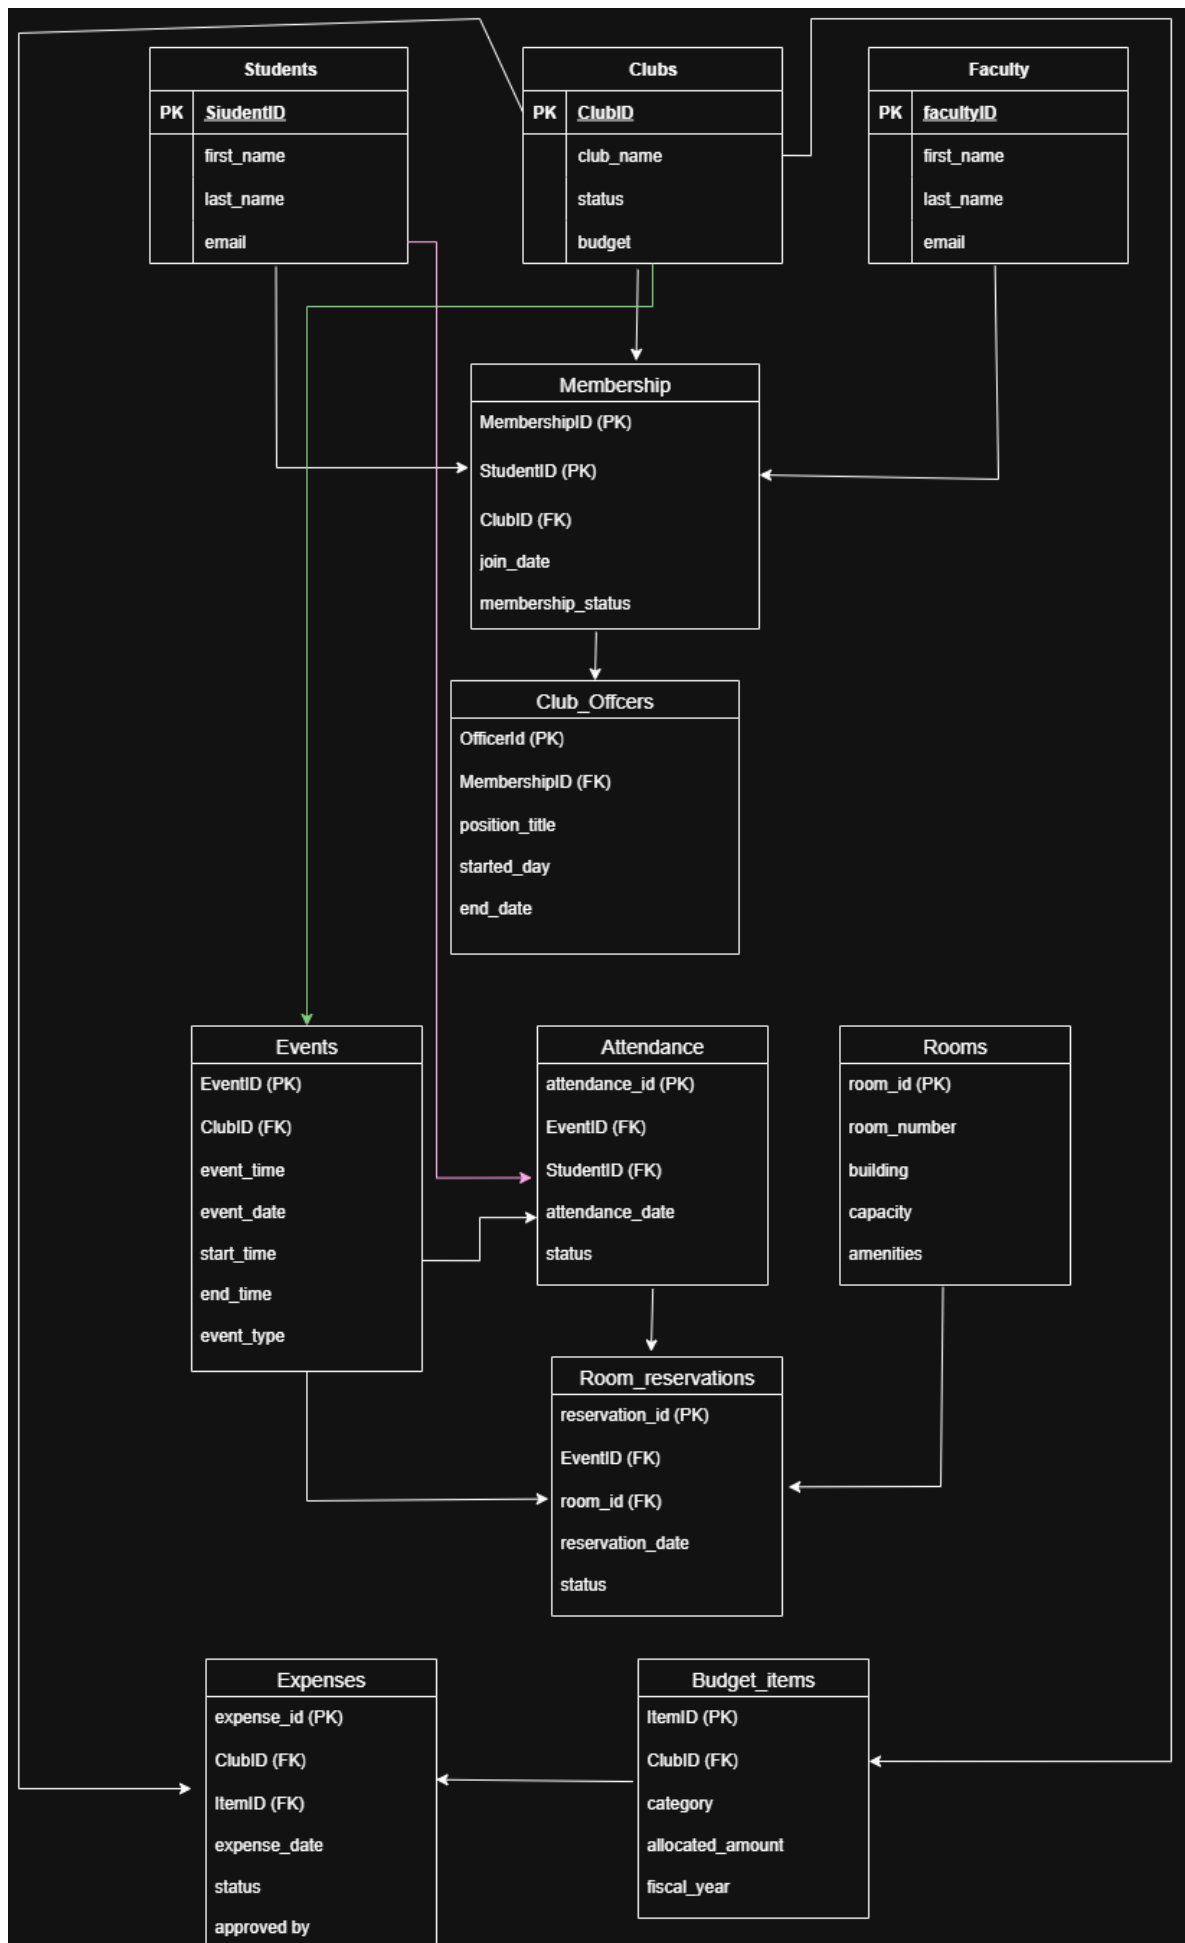 Students
PK SiudentID
first_name
last_name
email
Clubs
PK ClubID
club_name
status
budget
Faculty
PK facultyID
first_name
last_name
email
Membership
MembershipID (PK)
StudentID (PK)
ClubID (FK)
join_date
membership_status
Club_Offcers
OfficerId (PK)
MembershipID (FK)
position_title
started_day
end_date
Events
EventID (PK)
ClubID (FK)
event_time
event_date
start_time
end_time
event_type
Attendance
attendance_id (PK)
EventID (FK)
StudentID (FK)
attendance_date
status
Rooms
room_id (PK)
room_number
building
capacity
amenities
Room_reservations
reservation_id (PK)
EventID (FK)
room_id (FK)
reservation_date
status
Expenses
expense_id (PK)
ClubID (FK)
ItemID (FK)
expense_date
status
approved by
Budget_items
ItemID (PK)
ClubID (FK)
category
allocated_amount
fiscal_year